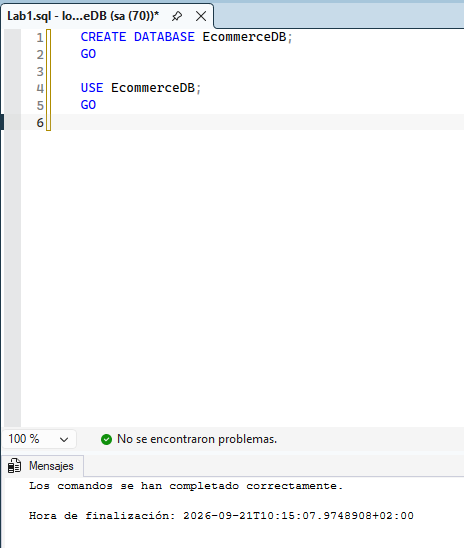 Lab1.sql - lo...eDB (sa (70))*
1 CREATE DATABASE EcommerceDB;
2 GO
3
4 USE EcommerceDB;
5 GO
6
100 %
No se encontraron problemas.
Mensajes
Los comandos se han completado correctamente.
Hora de finalización: 2026-09-21T10:15:07.9748908+02:00